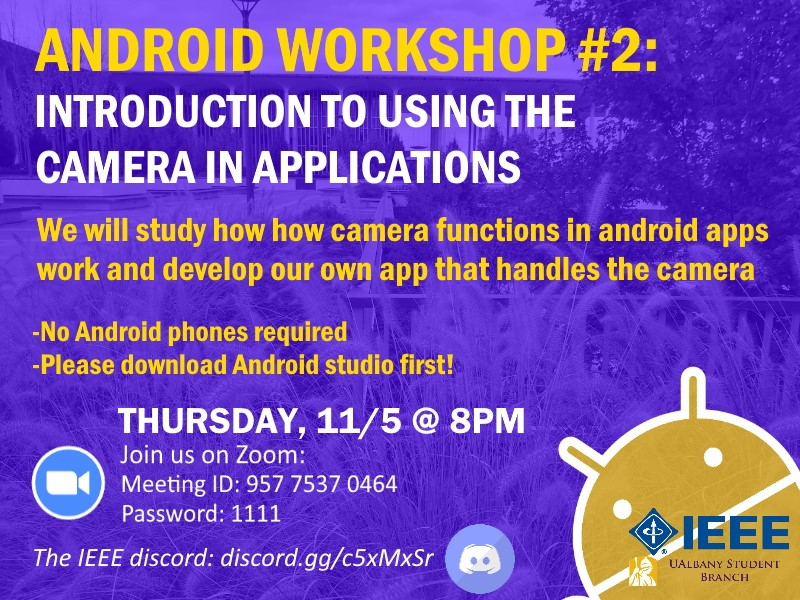 ANDROID WORKSHOP #2:
INTRODUCTION TO USING THE
CAMERA IN APPLICATIONS
We will study how how camera functions in android apps
work and develop our own app that handles the camera
-No Android phones required
-Please download Android studio first!
THURSDAY, 11/5 @ 8PM
Join us on Zoom:
Meeting ID: 957 7537 0464
Password: 1111
The IEEE discord: discord.gg/c5xMxSr
IEEE
UALBANY STUDENT
BRANCH